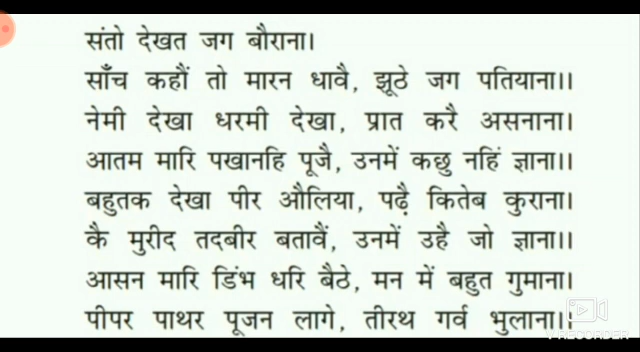 संतो देखत जग बौराना।
साँच कहौं तो मारन धावै, झूठे जग पतियाना।।
नेमी देखा धरमी देखा, प्रात करै असनाना।
आतम मारि पखानहि पूजै, उनमें कछु नहिं ज्ञाना।।
बहुतक देखा पीर औलिया, पढ़ै कितेब कुराना।
कै मुरीद तदबीर बतावैं, उनमें उहै जो ज्ञाना।।
आसन मारि डिंभ धरि बैठे, मन में बहुत गुमाना।
पीपर पाथर पूजन लागे, तीरथ गर्व भुलाना।।
V RECORDER